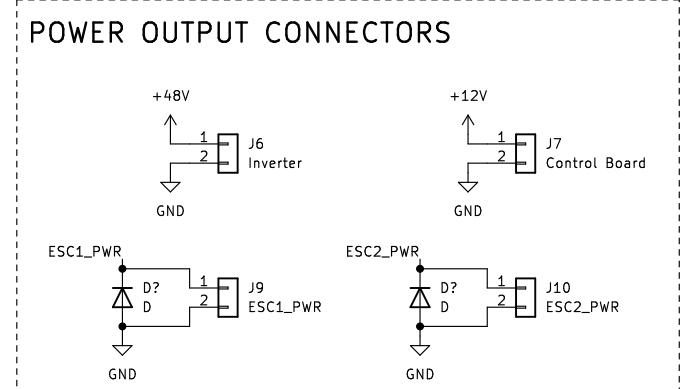 POWER OUTPUT CONNECTORS
+48V
1
2
J6
Inverter
GND
+12V
1
2
J7
Control Board
GND
ESC1_PWR
D?
D
1
2
J9
ESC1_PWR
GND
ESC2_PWR
D?
D
1
2
J10
ESC2_PWR
GND